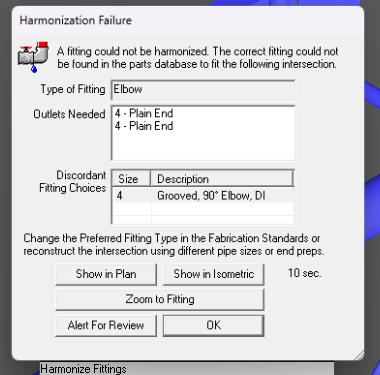 Harmonization Failure
A fitting could not be harmonized. The correct fitting could not
be found in the parts database to fit the following intersection.
Type of Fitting Elbow
Outlets Needed 4 - Plain End
4 - Plain End
Discordant
Fitting Choices
Size Description
4 Grooved, 90° Elbow, DI
Change the Preferred Fitting Type in the Fabrication Standards or
reconstruct the intersection using different pipe sizes or end preps.
Show in Plan Show in Isometric 10 sec.
Zoom to Fitting
Alert For Review OK
Harmonize Fittings